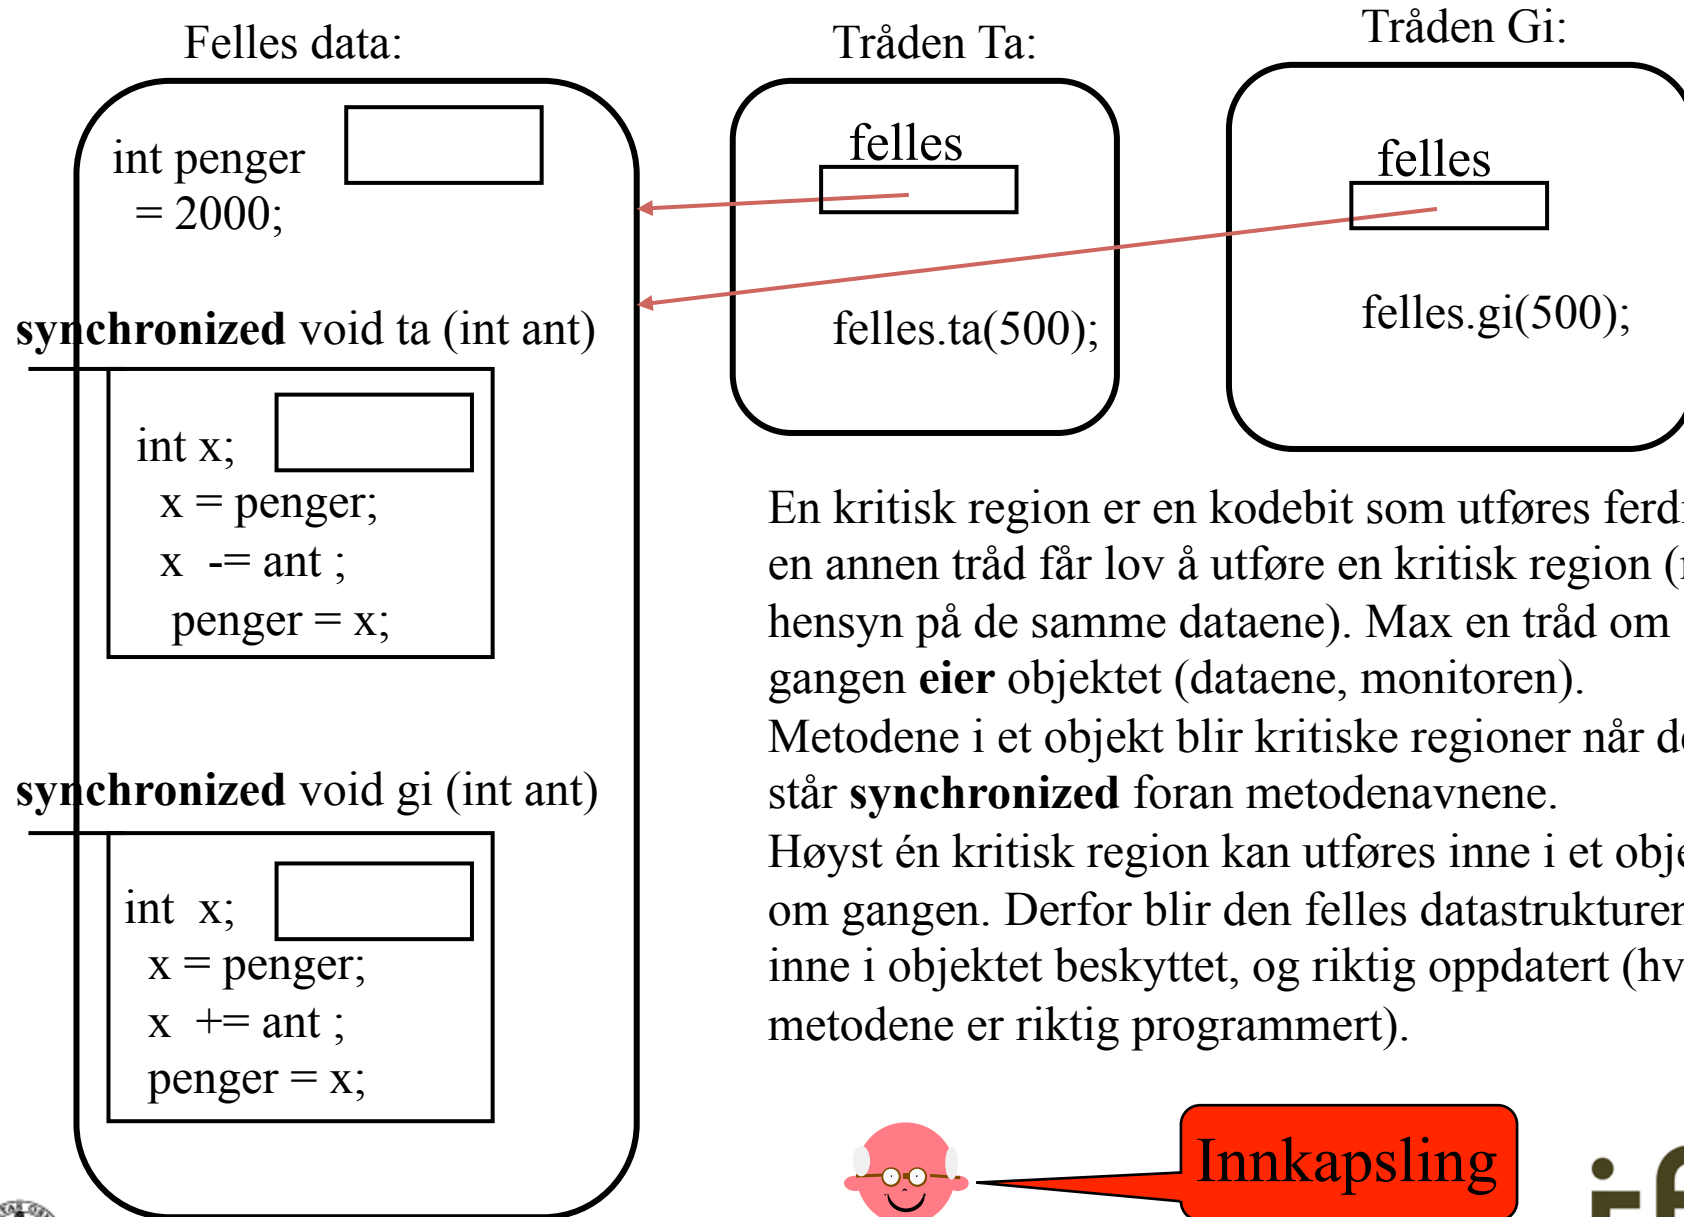 Felles data:
int penger
= 2000;
synchronized void ta (int ant)
int x;
x = penger;
x -= ant ;
penger = x;
synchronized void gi (int ant)
int x;
x = penger;
x += ant ;
penger = x;
Tråden Ta:
felles
felles.ta(500);
Tråden Gi:
felles
felles.gi(500);
En kritisk region er en kodebit som utføres
en annen tråd får lov å utføre en kritisk region
hensyn på de samme dataene). Max en tråd om
gangen eier objektet (dataene, monitoren).
Metodene i et objekt blir kritiske regioner når
står synchronized foran metodenavnene.
Høyst én kritisk region kan utføres inne i et
om gangen. Derfor blir den felles datastrukturen
inne i objektet beskyttet, og riktig oppdatert
metodene er riktig programmert).
Innkapsling